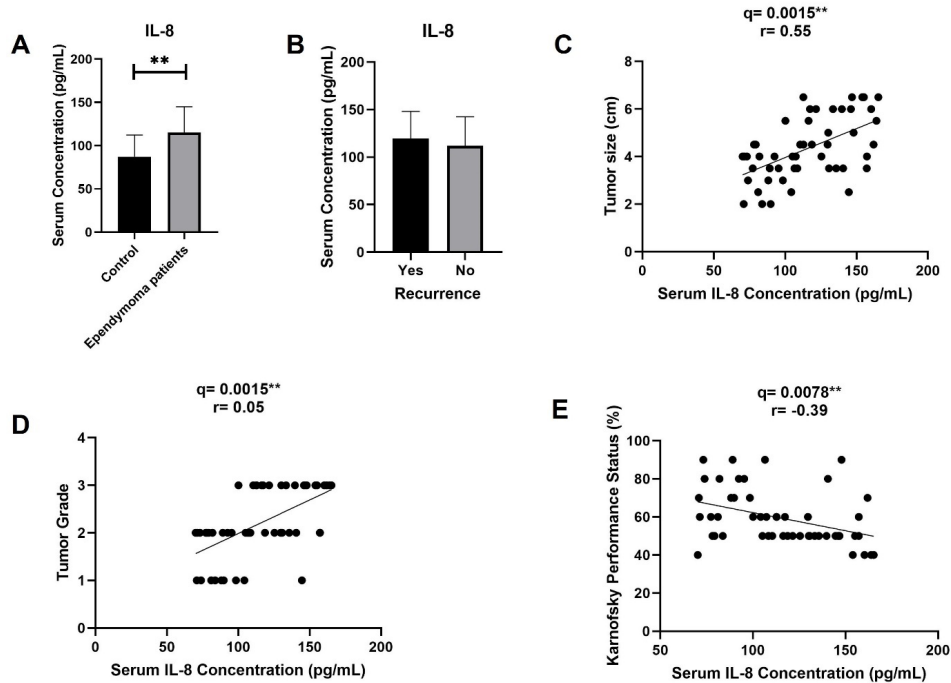 A
IL-8
Serum Concentration (pg/mL)
200
150
100
50
0
**
Control
Ependymoma patients
B
IL-8
Serum Concentration (pg/mL)
200
150
100
50
0
Yes
No
Recurrence
C
q= 0.0015**
r= 0.55
Tumor size (cm)
8
6
4
2
0
0
50
100
150
200
Serum IL-8 Concentration (pg/mL)
D
q= 0.0015**
r= 0.05
Tumor Grade
4
3
2
1
0
0
50
100
150
200
Serum IL-8 Concentration (pg/mL)
E
q= 0.0078**
r= -0.39
Karnofsky Performance Status (%)
100
80
60
40
20
0
50
100
150
200
Serum IL-8 Concentration (pg/mL)